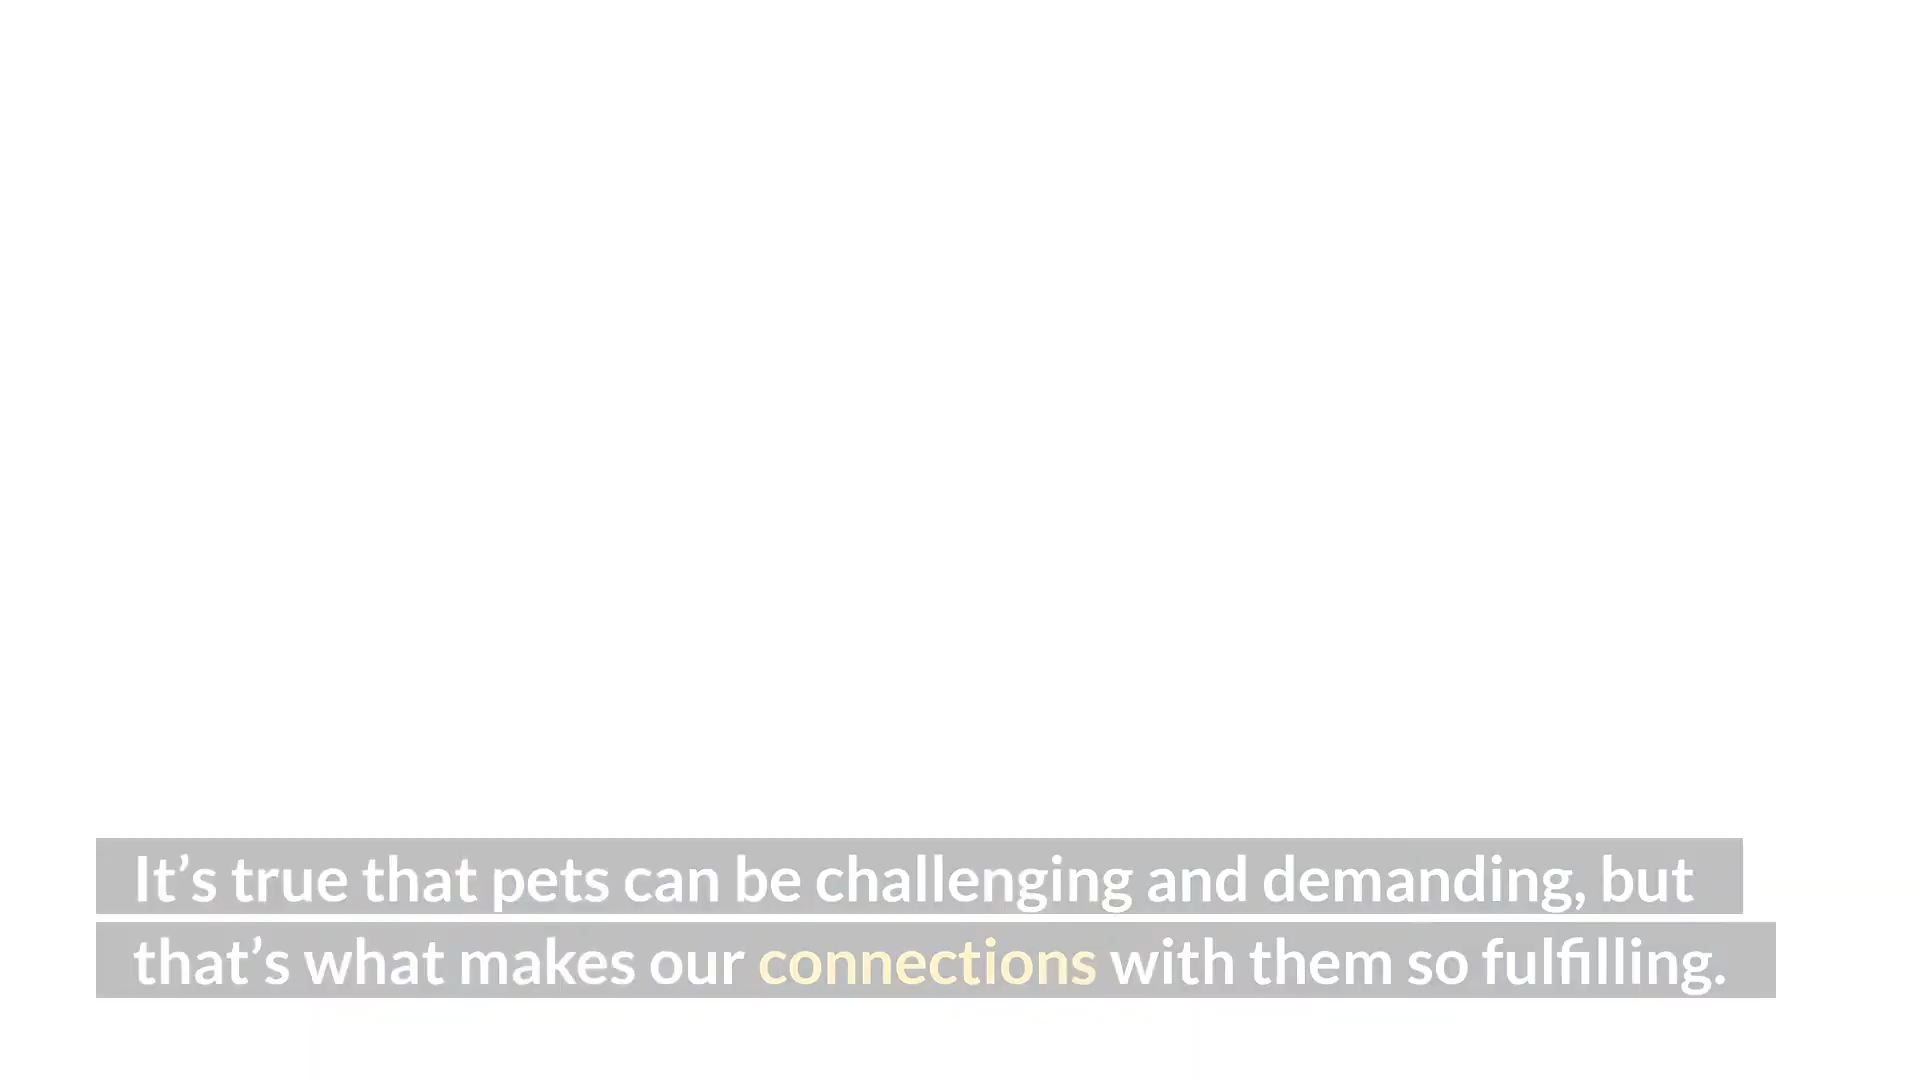 It’s true that pets can be challenging and demanding, but
that’s what makes our connections with them so fulfilling.